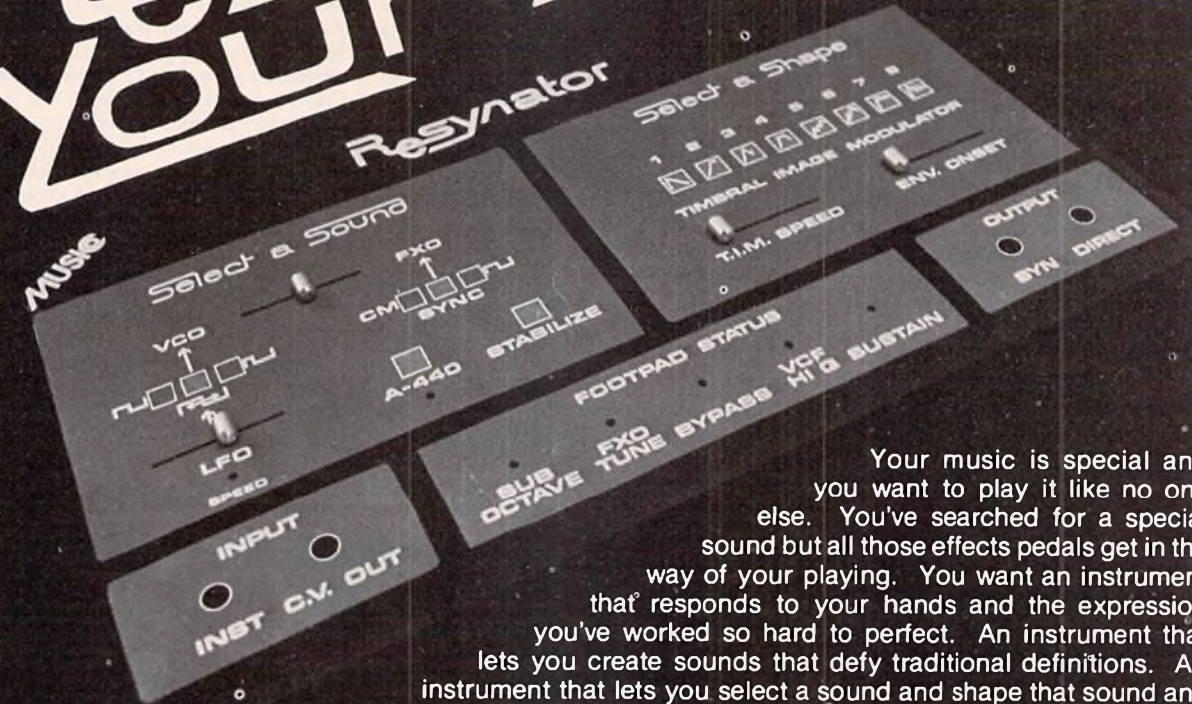 Your
Resynator
MUSIC
Select a Sound
VCO
LFO
SPEED
FXO
CM
SYNC
A-440 STABILIZE
Select a Shape
1 2 3 4 5 6 7 8
TIMBRAL IMAGE MODULATOR
T.I.M. SPEED
ENV. ONSET
INPUT
INST C.V. OUT
FOOTPAD STATUS
SUB OCTAVE
FXO TUNE
BYPASS
VCF HI Q
SUSTAIN
OUTPUT
SYN DIRECT
Your music is special an
you want to play it like no on
else. You've searched for a specia
sound but all those effects pedals get in th
way of your playing. You want an instrumen
that responds to your hands and the expressio
you've worked so hard to perfect. An instrument tha
lets you create sounds that defy traditional definitions. A
instrument that lets you select a sound and shape that sound an